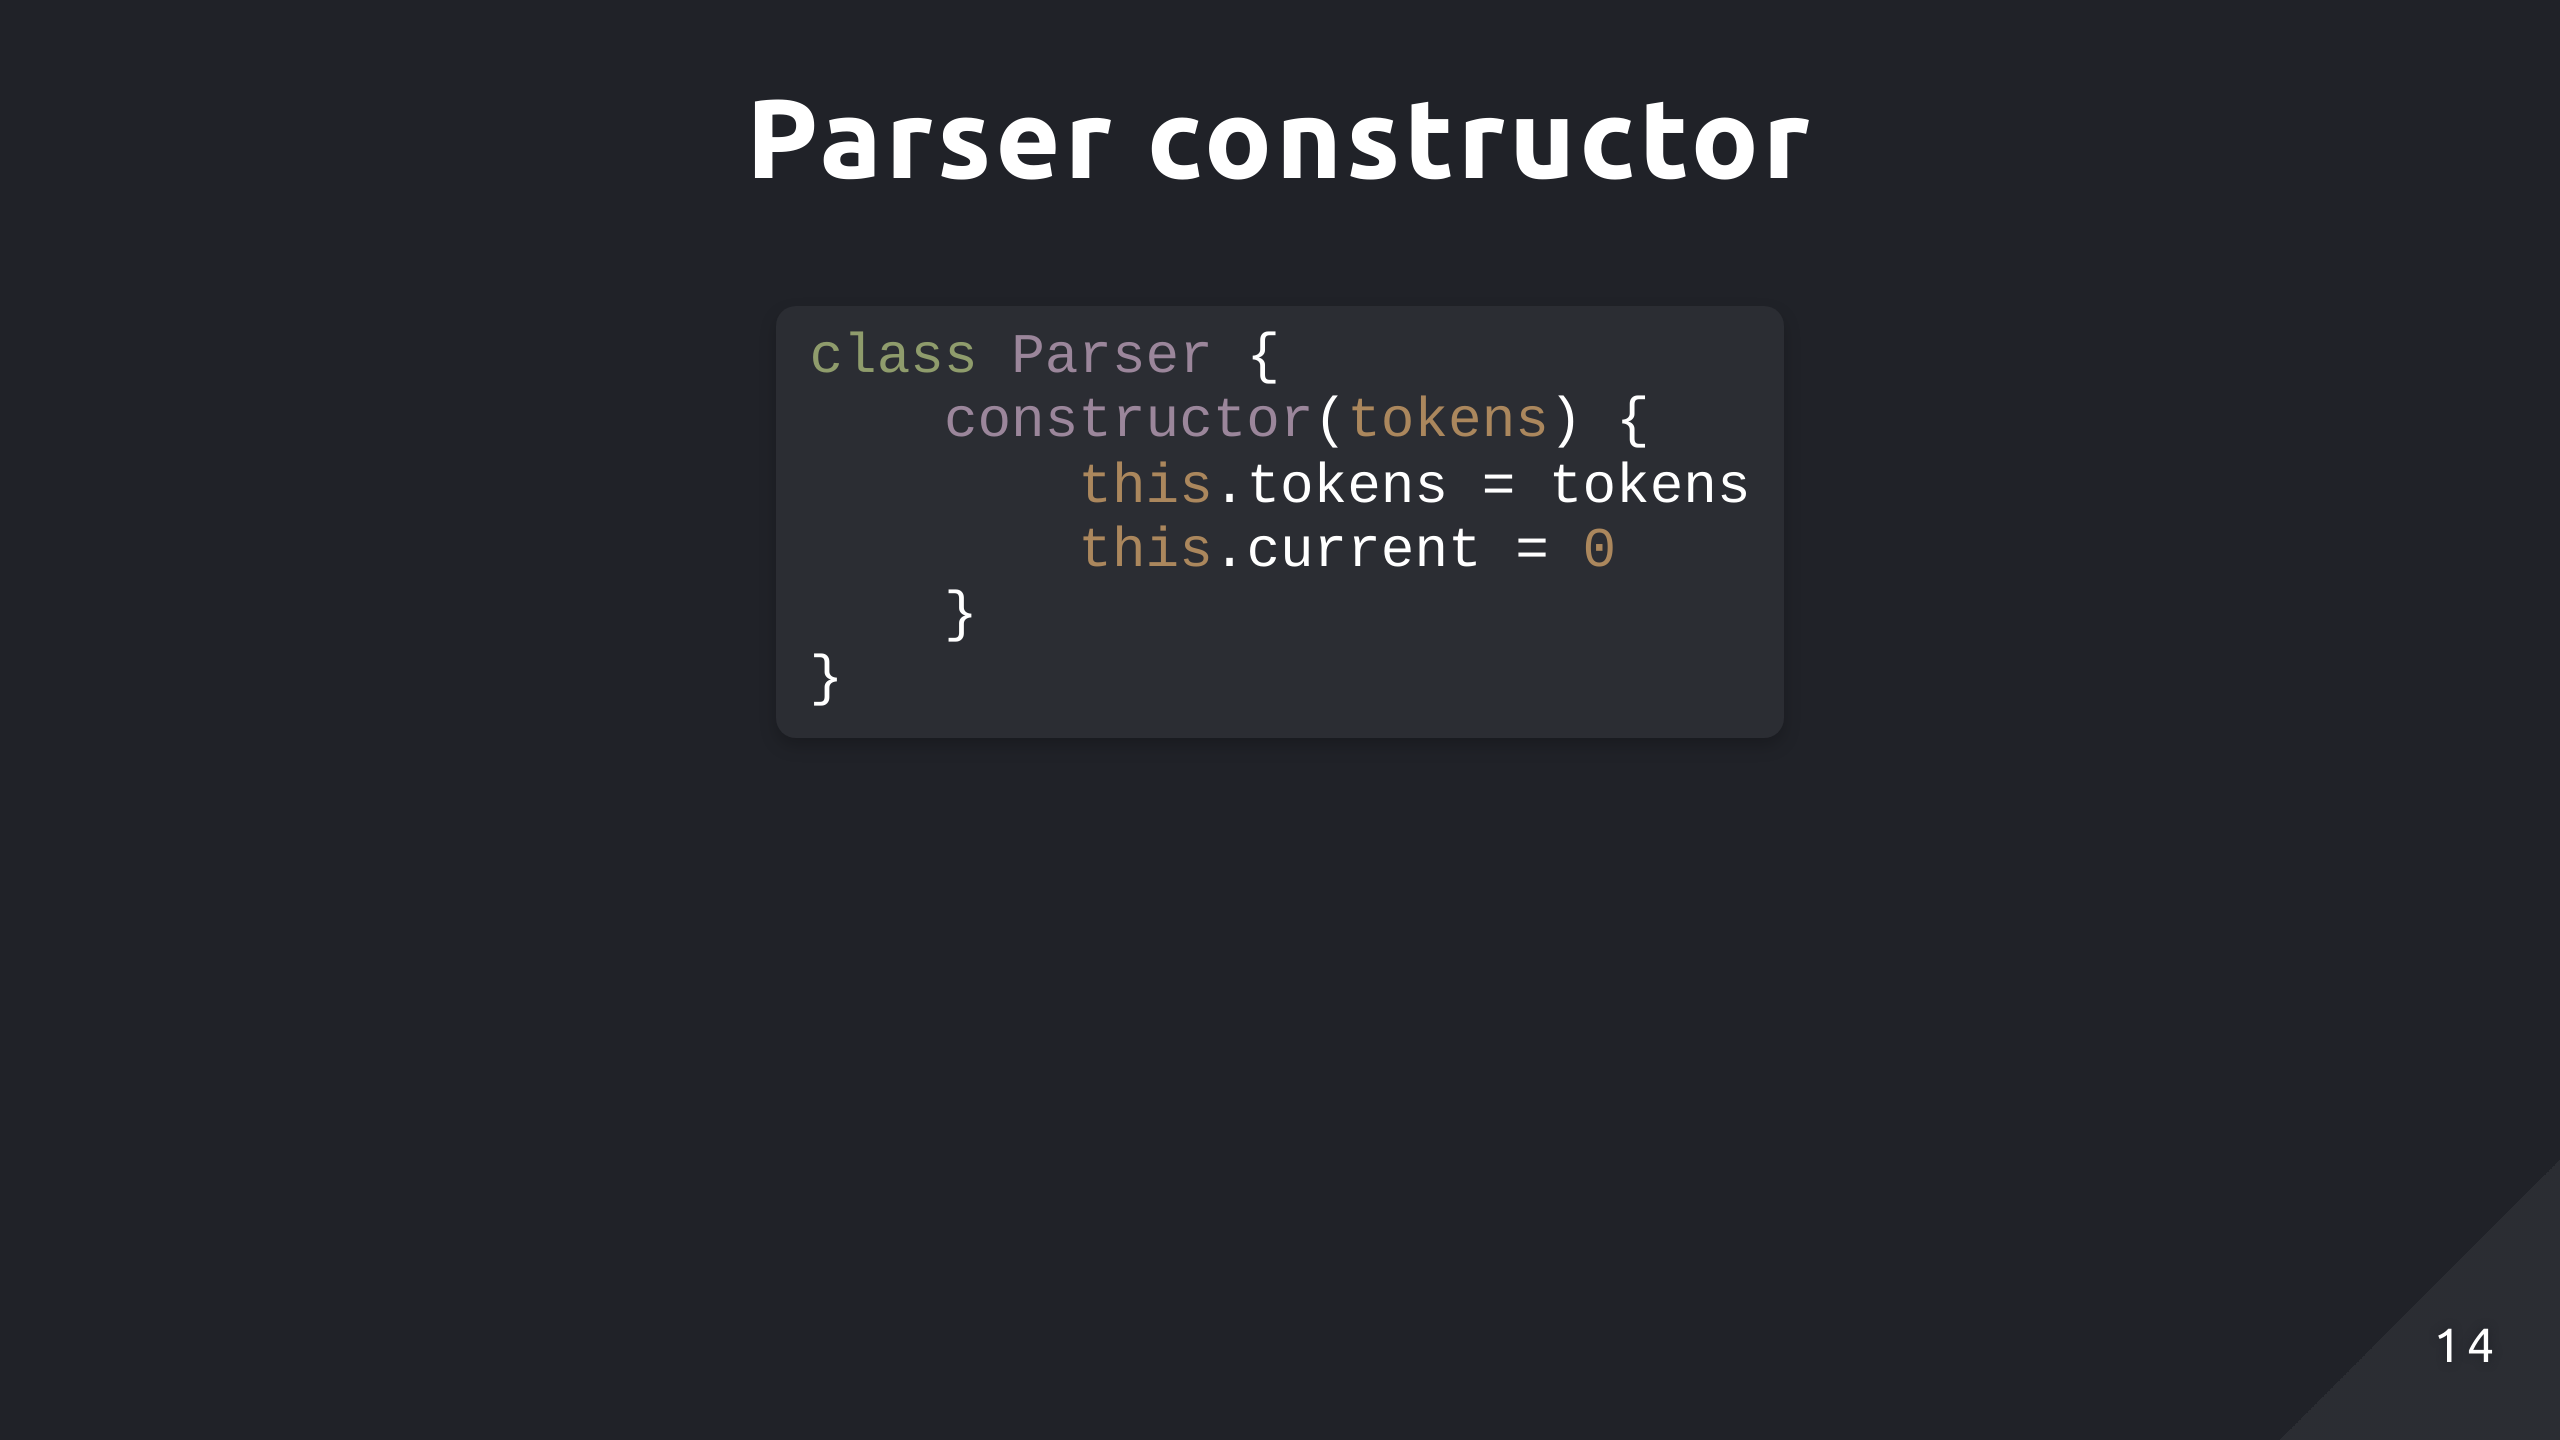 Parser constructor
class Parser {
    constructor(tokens) {
        this.tokens = tokens
        this.current = 0
    }
}
14